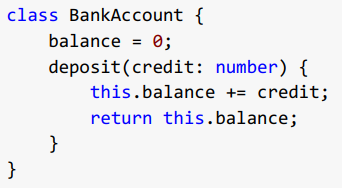 class BankAccount {
    balance = 0;
    deposit(credit: number) {
        this.balance += credit;
        return this.balance;
    }
}